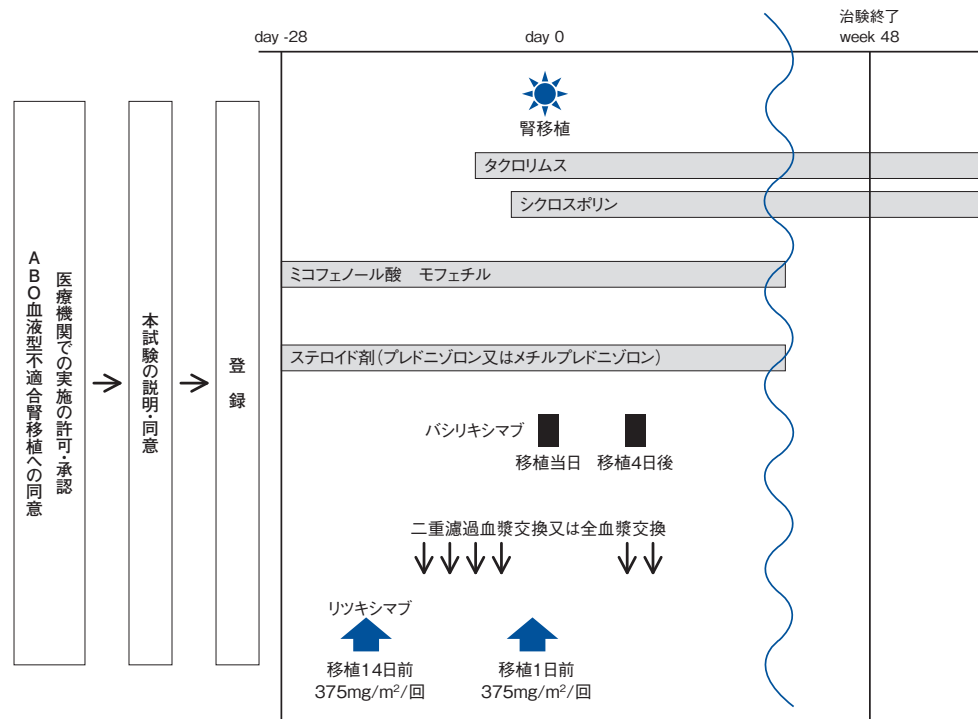 day -28
day 0
治験終了
week 48
腎移植
タクロリムス
シクロスポリン
ミコフェノール酸　モフェチル
ステロイド剤（プレドニゾロン又はメチルプレドニゾロン）
バシリキシマブ
移植当日
移植4日後
二重濾過血漿交換又は全血漿交換
リツキシマブ
移植14日前
375mg/m²/回
移植1日前
375mg/m²/回
医療機関での実施の許可・承認
ABO血液型不適合腎移植への同意
本試験の説明・同意
登録